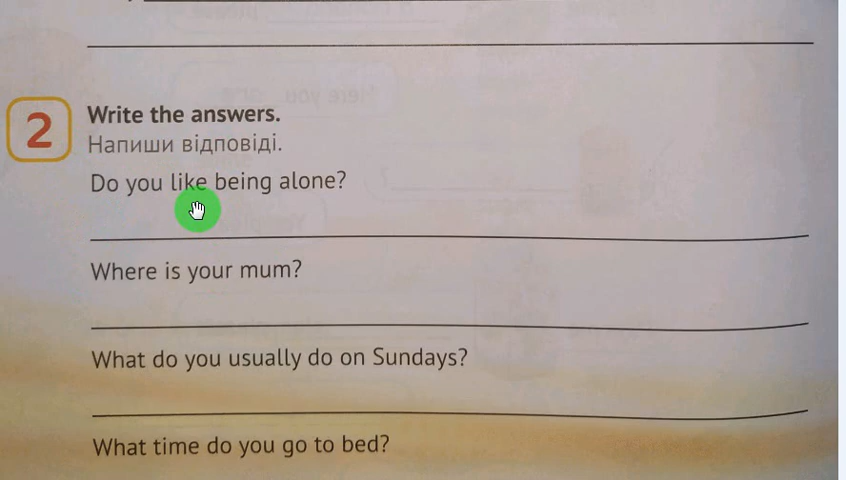 2
Write the answers.
Напиши відповіді.
Do you like being alone?
Where is your mum?
What do you usually do on Sundays?
What time do you go to bed?